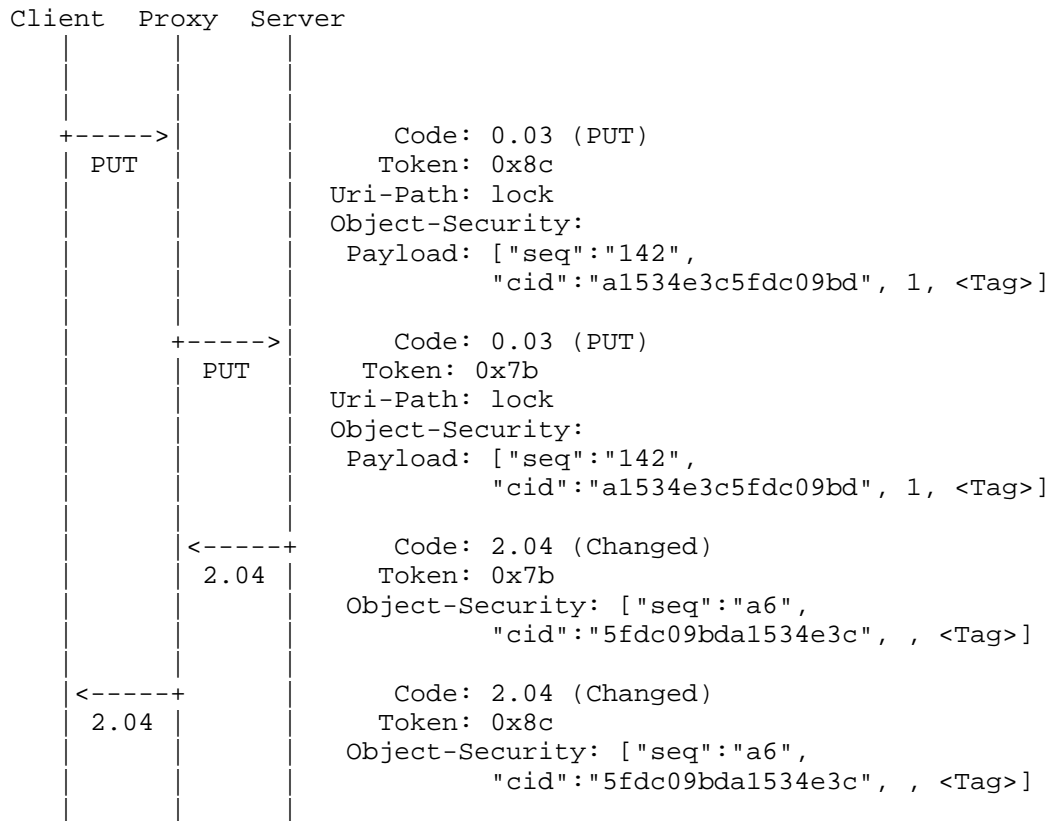 Client Proxy Server
+----->| Code: 0.03 (PUT)
| PUT | Token: 0x8c
Uri-Path: lock
Object-Security:
Payload: ["seq":"142",
"cid":"a1534e3c5fdc09bd", 1, <Tag>]
+----->| Code: 0.03 (PUT)
| PUT | Token: 0x7b
Uri-Path: lock
Object-Security:
Payload: ["seq":"142",
"cid":"a1534e3c5fdc09bd", 1, <Tag>]
|<-----+ Code: 2.04 (Changed)
| 2.04 | Token: 0x7b
Object-Security: ["seq":"a6",
"cid":"5fdc09bda1534e3c", , <Tag>]
|<-----+ Code: 2.04 (Changed)
| 2.04 | Token: 0x8c
Object-Security: ["seq":"a6",
"cid":"5fdc09bda1534e3c", , <Tag>]